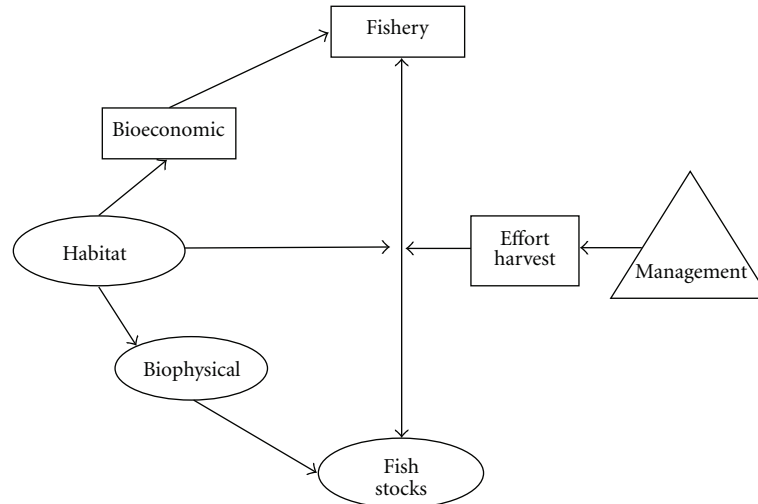 Fishery
Bioeconomic
Habitat
Effort
harvest
Management
Biophysical
Fish
stocks